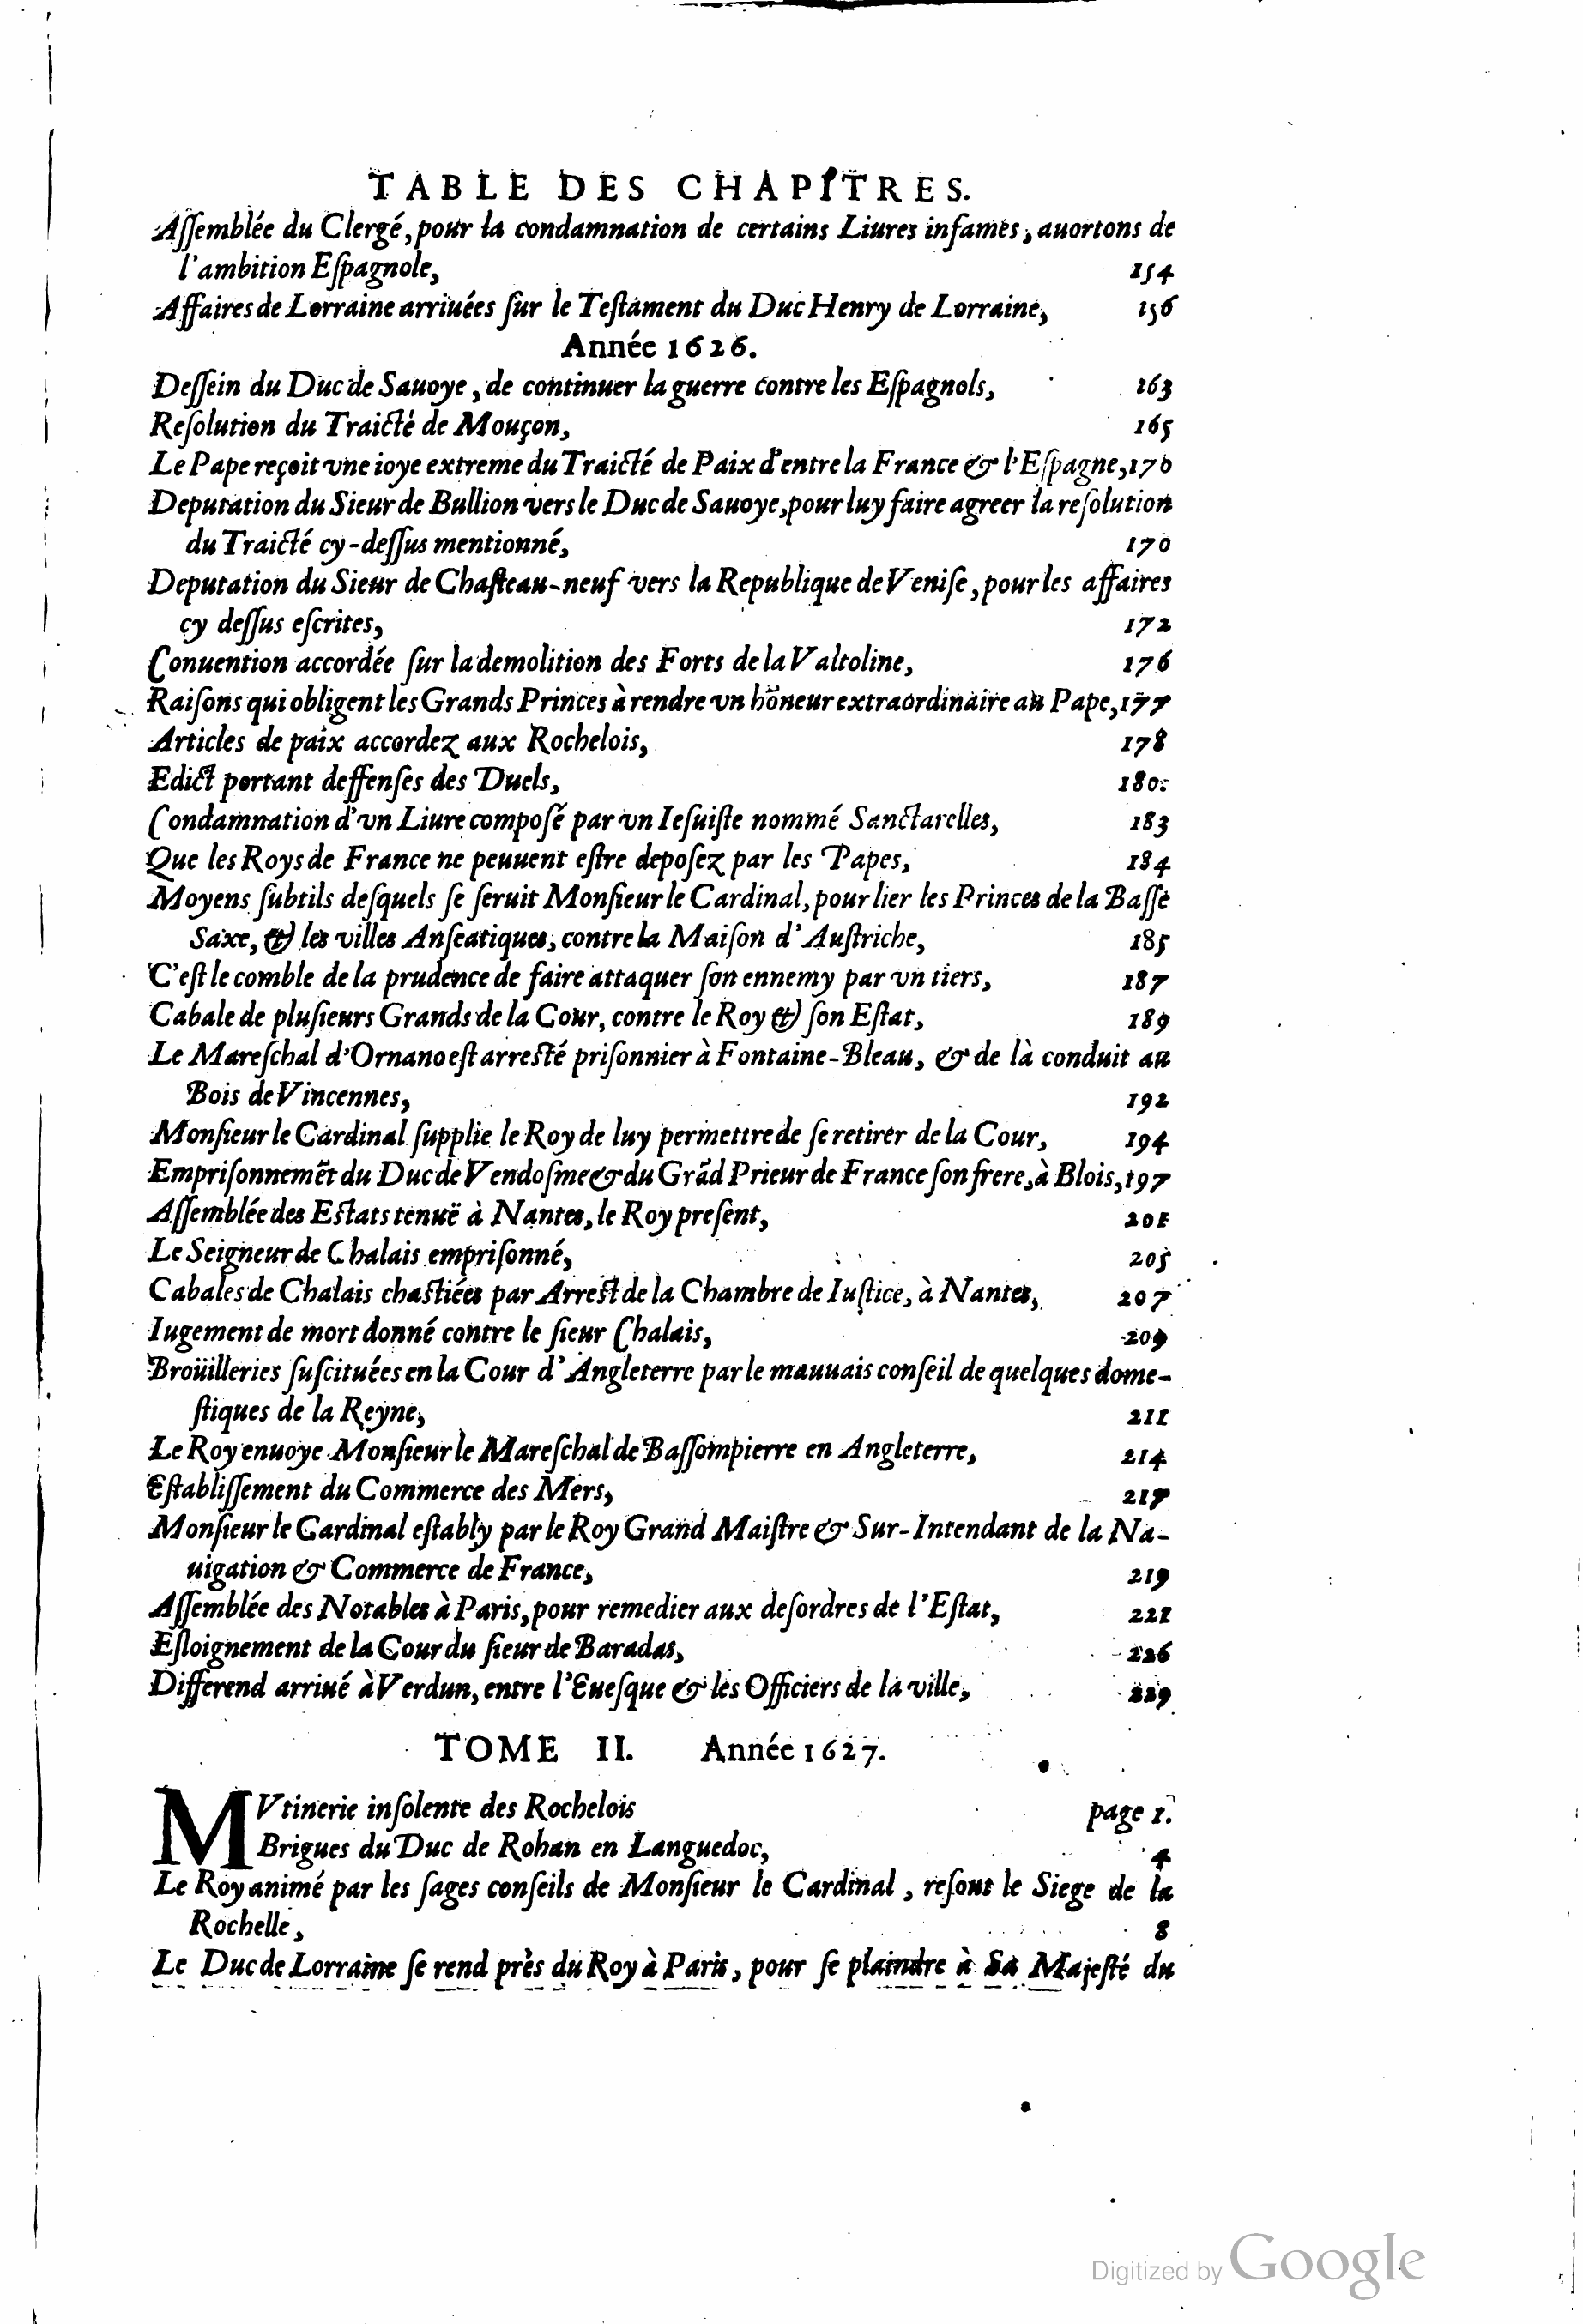 TABLE DES CHAPITRES.
Aſſemblée du Clergé, pour la condamnation de certains Liures infames, auortons de
l'ambition Eſpagnole, 154
Affaires de Lorraine arriuées ſur le Teſtament du Duc Henry de Lorraine, 156
Année 1626.
Deſſein du Duc de Sauoye, de continuer la guerre contre les Eſpagnols, 163
Reſolution du Traicté de Mouçon, 165
Le Pape reçoit vne ioye extreme du Traicté de Paix d'entre la France & l'Eſpagne, 170
Deputation du Sieur de Bullion vers le Duc de Sauoye, pour luy faire agreer la reſolution
du Traicté cy-deſſus mentionné, 170
Deputation du Sieur de Chaſteau-neuf vers la Republique de Veniſe, pour les affaires
cy deſſus eſcrites, 172
Conuention accordée ſur la demolition des Forts de la Valtoline, 176
Raiſons qui obligent les Grands Princes à rendre vn hõneur extraordinaire au Pape, 177
Articles de paix accordez aux Rochelois, 178
Edict portant deffenſes des Duels, 180
Condamnation d'vn Liure compoſé par vn Ieſuiſte nommé Sanctarelles, 183
Que les Roys de France ne peuuent eſtre depoſez par les Papes, 184
Moyens ſubtils deſquels ſe ſeruit Monſieur le Cardinal, pour lier les Princes de la Baſſe
Saxe, & les villes Anſeatiques, contre la Maiſon d'Auſtriche, 185
C'eſt le comble de la prudence de faire attaquer ſon ennemy par vn tiers, 187
Cabale de pluſieurs Grands de la Cour, contre le Roy & ſon Eſtat, 189
Le Mareſchal d'Ornano eſt arreſté priſonnier à Fontaine-Bleau, & de là conduit au
Bois de Vincennes, 192
Monſieur le Cardinal ſupplie le Roy de luy permettre de ſe retirer de la Cour, 194
Empriſonnemẽt du Duc de Vendoſme & du Grãd Prieur de France ſon frere, à Blois, 197
Aſſemblée des Eſtats tenuë à Nantes, le Roy preſent, 201
Le Seigneur de Chalais empriſonné, 205
Cabales de Chalais chaſtiées par Arreſt de la Chambre de Iuſtice, à Nantes, 207
Iugement de mort donné contre le ſieur Chalais, 209
Broüilleries ſuſcituées en la Cour d'Angleterre par le mauuais conſeil de quelques dome-
ſtiques de la Reyne, 211
Le Roy enuoye Monſieur le Mareſchal de Baſſompierre en Angleterre, 214
Eſtabliſſement du Commerce des Mers, 217
Monſieur le Cardinal eſtably par le Roy Grand Maiſtre & Sur-Intendant de la Na-
uigation & Commerce de France, 219
Aſſemblée des Notables à Paris, pour remedier aux deſordres de l'Eſtat, 221
Eſloignement de la Cour du ſieur de Baradas, 226
Differend arriué à Verdun, entre l'Eueſque & les Officiers de la ville, 229
TOME II. Année 1627.
MVtinerie inſolente des Rochelois page 1.
Brigues du Duc de Rohan en Languedoc, 4
Le Roy animé par les ſages conſeils de Monſieur le Cardinal, reſout le Siege de la
Rochelle, 8
Le Duc de Lorraine ſe rend près du Roy à Paris, pour ſe plaindre à Sa Majeſté du
Digitized by Google